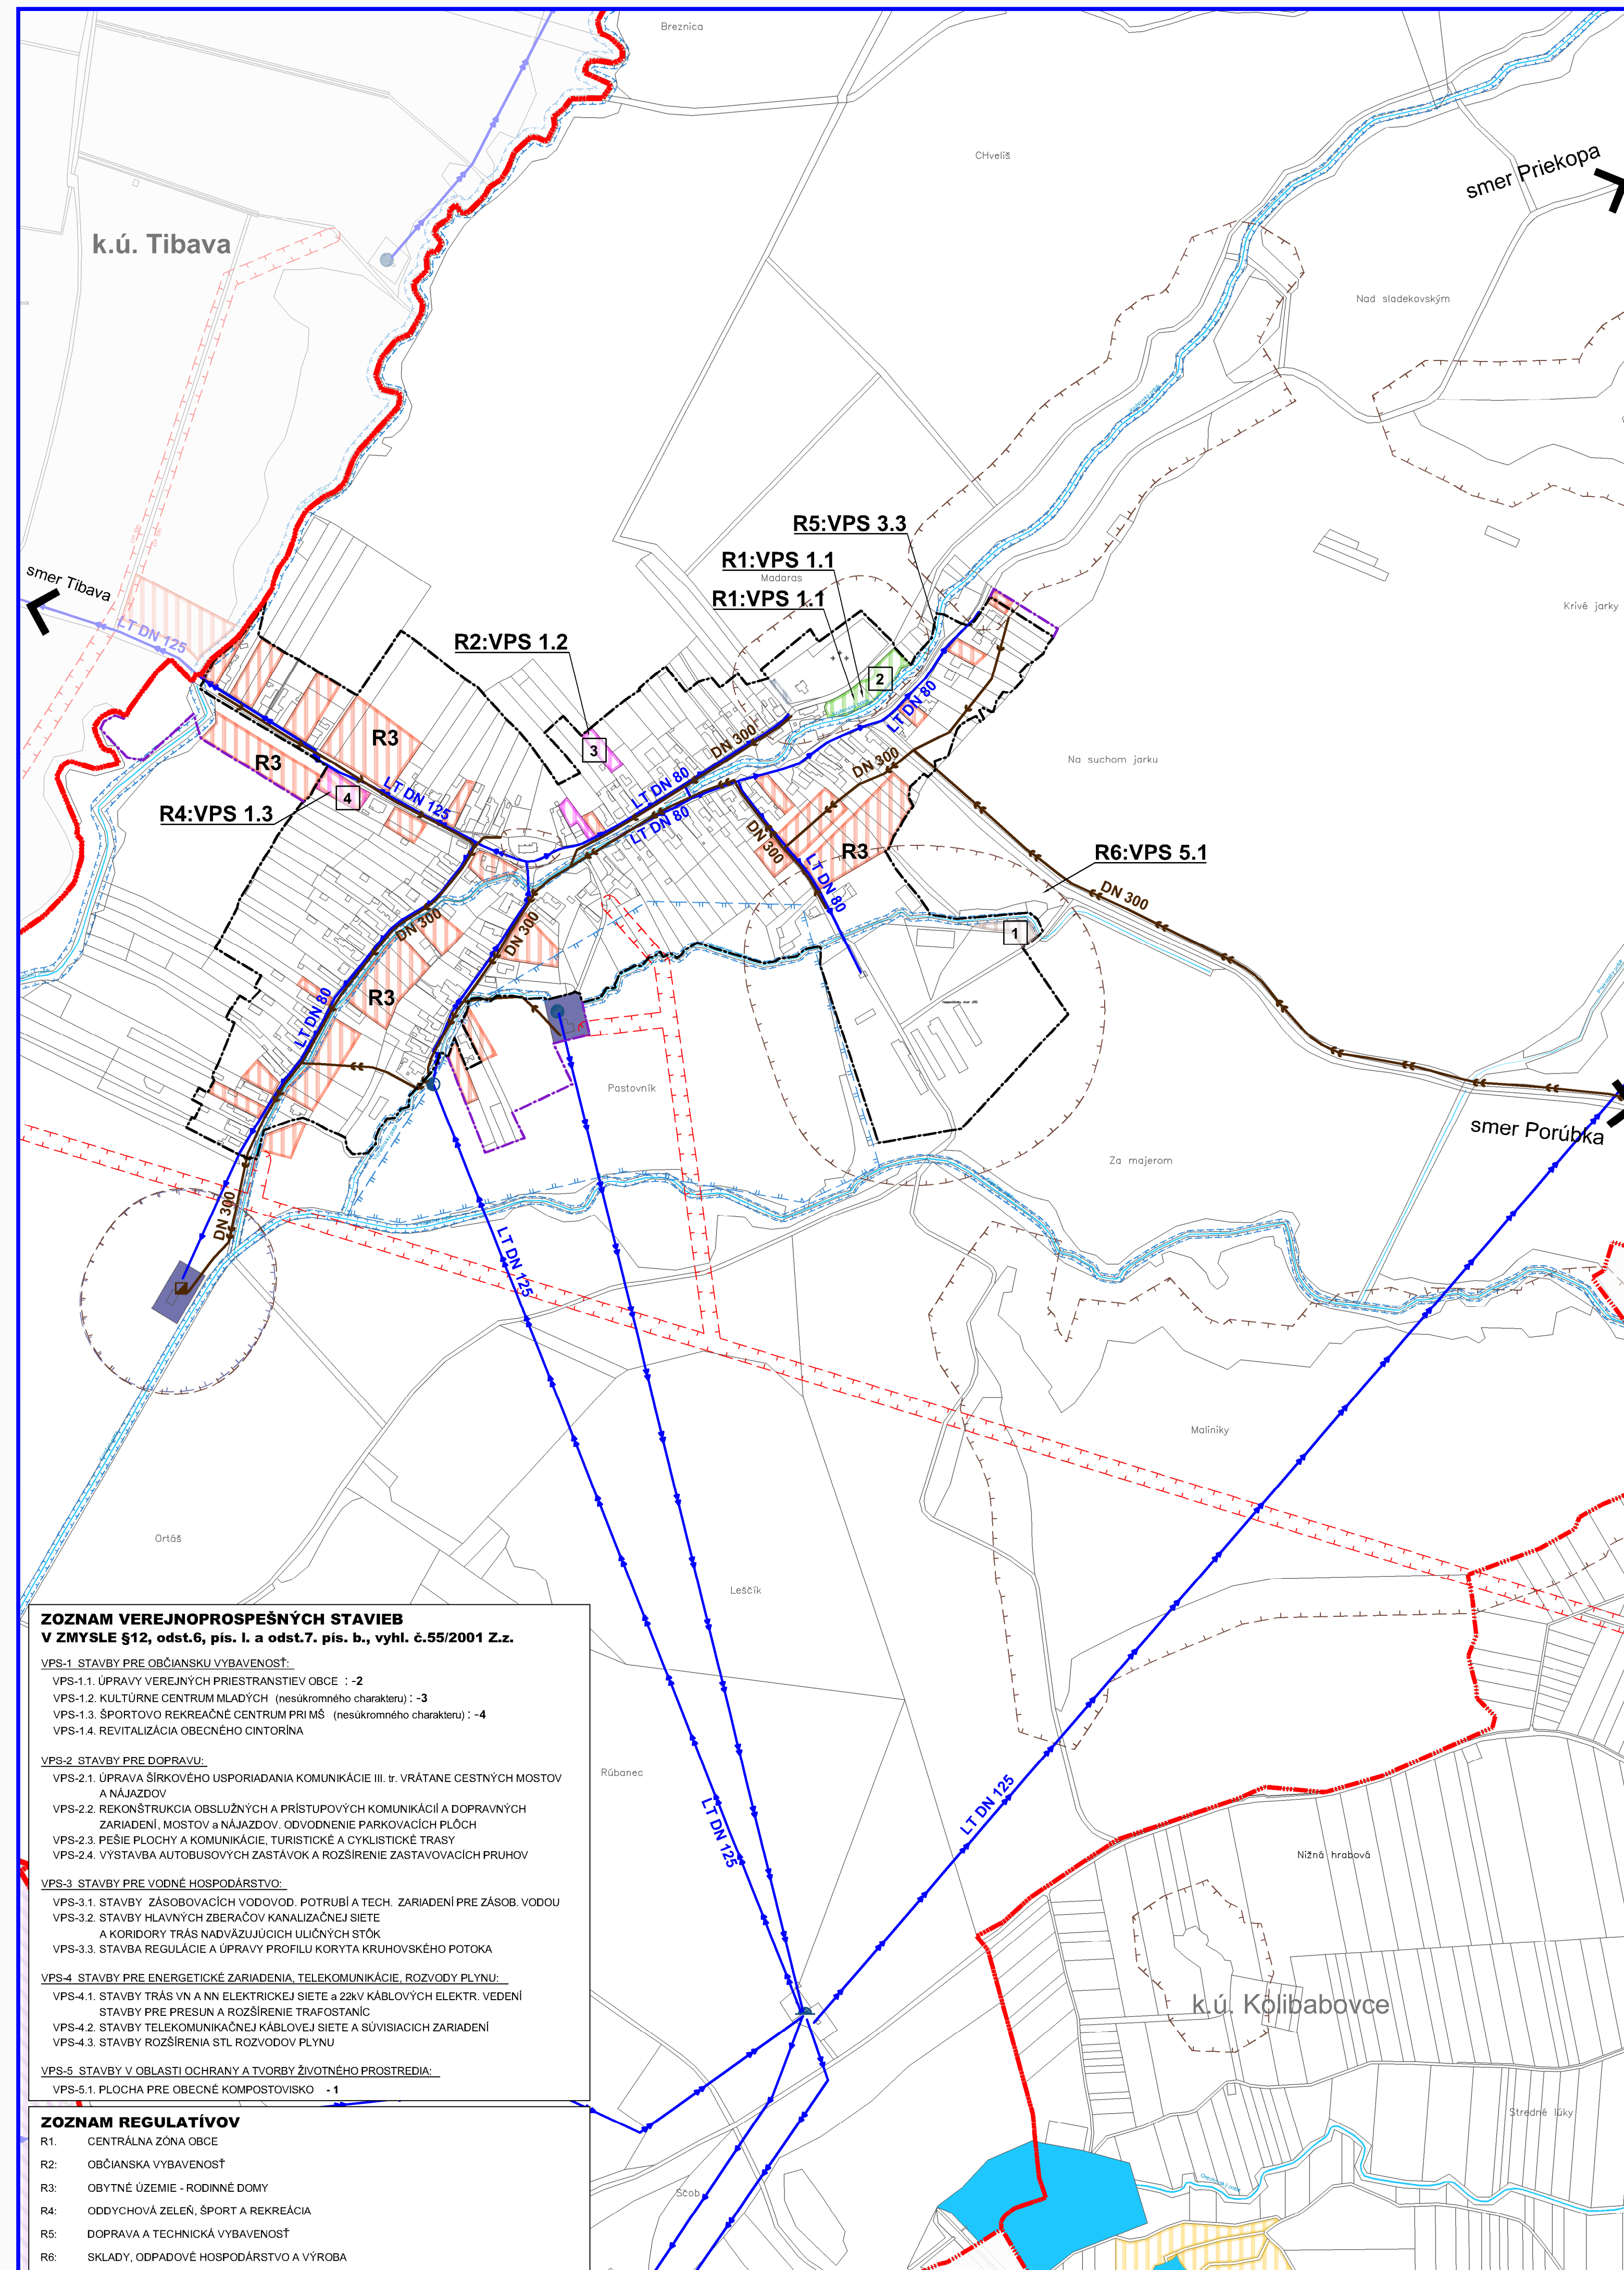 Breznica
CHveliš
smer Priekopa
k.ú. Tibava
Nad sladekovským
R5:VPS 3.3
R1:VPS 1.1
Madaras
R1:VPS 1.1
smer Tibava
Krivé jarky
LT DN 125
R2:VPS 1.2
2
LT DN 80
3
DN 300
R3
R3
Na suchom jarku
DN 300
LT DN 80
4
LT DN 125
R4:VPS 1.3
LT DN 80
DN 300
R3
R6:VPS 5.1
LT DN 80
DN 300
DN 300
DN 300
1
R3
LT DN 80
Pastovník
smer Porúbka
Za majerom
DN 300
LT DN 125
Maliniky
Ortáš
Leščík
ZOZNAM VEREJNOPROSPEŠNÝCH STAVIEB
V ZMYSLE §12, odst.6, pís. l. a odst.7. pís. b., vyhl. č.55/2001 Z.z.
VPS-1 STAVBY PRE OBČIANSKU VYBAVENOSŤ:
VPS-1.1. ÚPRAVY VEREJNÝCH PRIESTRANSTIEV OBCE : -2
VPS-1.2. KULTÚRNE CENTRUM MLADÝCH (nesúkromného charakteru) : -3
VPS-1.3. ŠPORTOVO REKREAČNÉ CENTRUM PRI MŠ (nesúkromného charakteru) : -4
VPS-1.4. REVITALIZÁCIA OBECNÉHO CINTORÍNA
VPS-2 STAVBY PRE DOPRAVU:
VPS-2.1. ÚPRAVA ŠÍRKOVÉHO USPORIADANIA KOMUNIKÁCIE III. tr. VRÁTANE CESTNÝCH MOSTOV
A NÁJAZDOV
VPS-2.2. REKONŠTRUKCIA OBSLUŽNÝCH A PRÍSTUPOVÝCH KOMUNIKÁCIÍ A DOPRAVNÝCH
ZARIADENÍ, MOSTOV a NÁJAZDOV. ODVODNENIE PARKOVACÍCH PLÔCH
VPS-2.3. PEŠIE PLOCHY A KOMUNIKÁCIE, TURISTICKÉ A CYKLISTICKÉ TRASY
VPS-2.4. VÝSTAVBA AUTOBUSOVÝCH ZASTÁVOK A ROZŠÍRENIE ZASTAVOVACÍCH PRUHOV
VPS-3 STAVBY PRE VODNÉ HOSPODÁRSTVO:
VPS-3.1. STAVBY ZÁSOBOVACÍCH VODOVOD. POTRUBÍ A TECH. ZARIADENÍ PRE ZÁSOB. VODOU
VPS-3.2. STAVBY HLAVNÝCH ZBERAČOV KANALIZAČNEJ SIETE
A KORIDORY TRÁS NADVÄZUJÚCICH ULIČNÝCH STÔK
VPS-3.3. STAVBA REGULÁCIE A ÚPRAVY PROFILU KORYTA KRUHOVSKÉHO POTOKA
VPS-4 STAVBY PRE ENERGETICKÉ ZARIADENIA, TELEKOMUNIKÁCIE, ROZVODY PLYNU:
VPS-4.1. STAVBY TRÁS VN A NN ELEKTRICKEJ SIETE a 22kV KÁBLOVÝCH ELEKTR. VEDENÍ
STAVBY PRE PRESUN A ROZŠÍRENIE TRAFOSTANÍC
VPS-4.2. STAVBY TELEKOMUNIKAČNEJ KÁBLOVEJ SIETE A SÚVISIACICH ZARIADENÍ
VPS-4.3. STAVBY ROZŠÍRENIA STL ROZVODOV PLYNU
VPS-5 STAVBY V OBLASTI OCHRANY A TVORBY ŽIVOTNÉHO PROSTREDIA:
VPS-5.1. PLOCHA PRE OBECNÉ KOMPOSTOVISKO - 1
Rúbanec
LT DN 125
LT DN 125
Nižná hrabová
k.ú. Kolibabovce
Stredné lúky
Sčob
ZOZNAM REGULATÍVOV
R1. CENTRÁLNA ZÓNA OBCE
R2: OBČIANSKA VYBAVENOSŤ
R3: OBYTNÉ ÚZEMIE - RODINNÉ DOMY
R4: ODDYCHOVÁ ZELEŇ, ŠPORT A REKREÁCIA
R5: DOPRAVA A TECHNICKÁ VYBAVENOSŤ
R6: SKLADY, ODPADOVÉ HOSPODÁRSTVO A VÝROBA